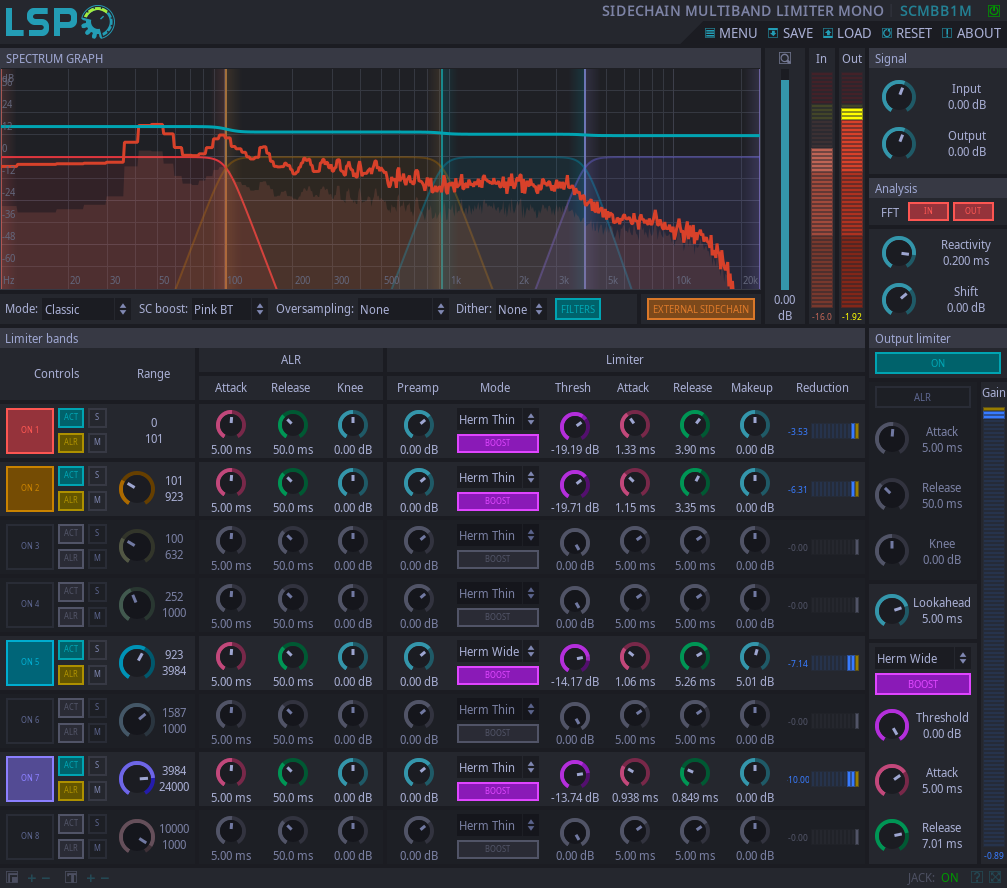 LSP
SIDECHAIN MULTIBAND LIMITER MONO SCMBB1M
MENU SAVE LOAD RESET ABOUT
SPECTRUM GRAPH
dB
36
24
12
0
-12
-24
-36
-48
-60
Hz 20 30 50 100 200 300 500 1k 2k 3k 5k 10k 20k
0.00
dB
In Out
-16.0 -1.92
Signal
Input
0.00 dB
Output
0.00 dB
Analysis
FFT IN OUT
Reactivity
0.200 ms
Shift
0.00 dB
Mode: Classic SC boost: Pink BT Oversampling: None Dither: None FILTERS EXTERNAL SIDECHAIN
Limiter bands
Controls Range
ALR
Limiter
Attack Release Knee Preamp Mode Thresh Attack Release Makeup Reduction
ON 1 ACT S ALR M
0
101
5.00 ms 50.0 ms 0.00 dB 0.00 dB Herm Thin BOOST -19.19 dB 1.33 ms 3.90 ms 0.00 dB -3.53
ON 2 ACT S ALR M
101
923
5.00 ms 50.0 ms 0.00 dB 0.00 dB Herm Thin BOOST -19.71 dB 1.15 ms 3.35 ms 0.00 dB -6.31
ON 3 ACT S ALR M
100
632
5.00 ms 50.0 ms 0.00 dB 0.00 dB Herm Thin BOOST 0.00 dB 5.00 ms 5.00 ms 0.00 dB -0.00
ON 4 ACT S ALR M
252
1000
5.00 ms 50.0 ms 0.00 dB 0.00 dB Herm Thin BOOST 0.00 dB 5.00 ms 5.00 ms 0.00 dB -0.00
ON 5 ACT S ALR M
923
3984
5.00 ms 50.0 ms 0.00 dB 0.00 dB Herm Wide BOOST -14.17 dB 1.06 ms 5.26 ms 5.01 dB -7.14
ON 6 ACT S ALR M
1587
1000
5.00 ms 50.0 ms 0.00 dB 0.00 dB Herm Thin BOOST 0.00 dB 5.00 ms 5.00 ms 0.00 dB -0.00
ON 7 ACT S ALR M
3984
24000
5.00 ms 50.0 ms 0.00 dB 0.00 dB Herm Thin BOOST -13.74 dB 0.938 ms 0.849 ms 0.00 dB 10.00
ON 8 ACT S ALR M
10000
1000
5.00 ms 50.0 ms 0.00 dB 0.00 dB Herm Thin BOOST 0.00 dB 5.00 ms 5.00 ms 0.00 dB -0.00
Output limiter
ON
ALR
Gain
Attack
5.00 ms
Release
50.0 ms
Knee
0.00 dB
Lookahead
5.00 ms
Herm Wide
BOOST
Threshold
0.00 dB
Attack
5.00 ms
Release
7.01 ms
-0.89
JACK: ON